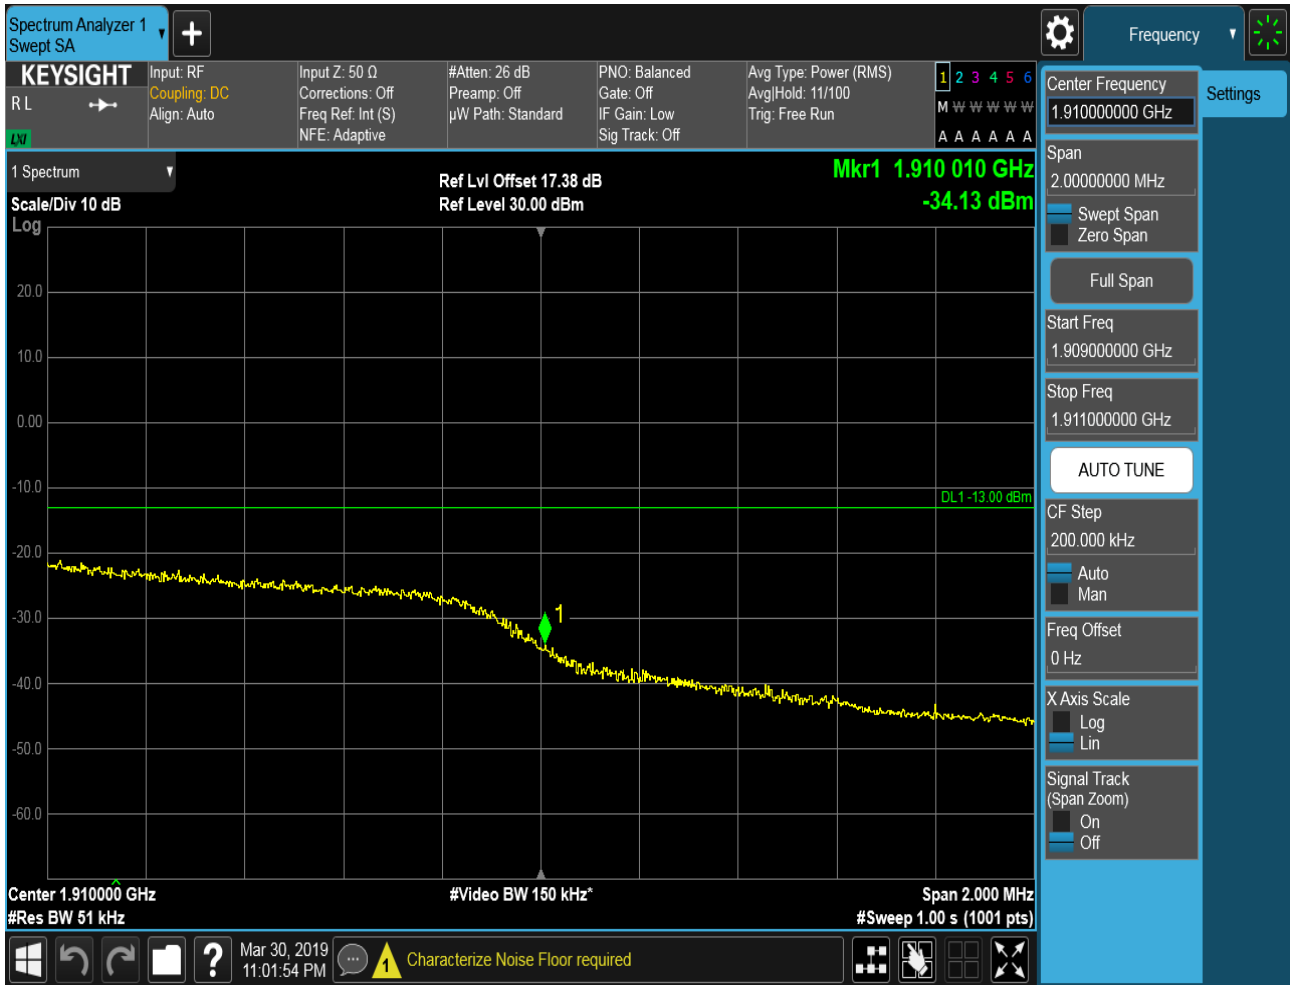 Spectrum Analyzer 1
Swept SA
Frequency
KEYSIGHT
R L
LXI
Input: RF
Coupling: DC
Align: Auto
Input Z: 50 Ω
Corrections: Off
Freq Ref: Int (S)
NFE: Adaptive
#Atten: 26 dB
Preamp: Off
µW Path: Standard
PNO: Balanced
Gate: Off
IF Gain: Low
Sig Track: Off
Avg Type: Power (RMS)
Avg|Hold: 11/100
Trig: Free Run
1 2 3 4 5 6
M W W W W W
A A A A A A
1 Spectrum
Scale/Div 10 dB
Log
Ref Lvl Offset 17.38 dB
Ref Level 30.00 dBm
Mkr1 1.910 010 GHz
-34.13 dBm
20.0
10.0
0.00
-10.0
DL1 -13.00 dBm
-20.0
-30.0
1
-40.0
-50.0
-60.0
Center 1.910000 GHz
#Video BW 150 kHz*
Span 2.000 MHz
#Res BW 51 kHz
#Sweep 1.00 s (1001 pts)
Mar 30, 2019
11:01:54 PM
1
Characterize Noise Floor required
Center Frequency
1.910000000 GHz
Settings
Span
2.00000000 MHz
Swept Span
Zero Span
Full Span
Start Freq
1.909000000 GHz
Stop Freq
1.911000000 GHz
AUTO TUNE
CF Step
200.000 kHz
Auto
Man
Freq Offset
0 Hz
X Axis Scale
Log
Lin
Signal Track
(Span Zoom)
On
Off